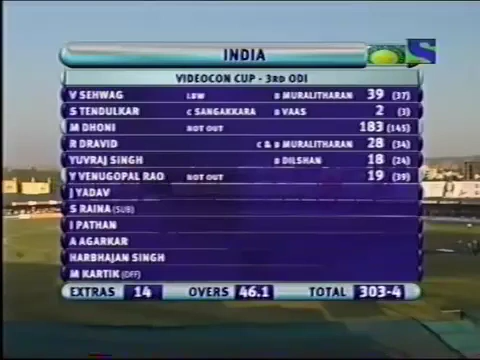 INDIA
VIDEOCON CUP - 3RD ODI
V SEHWAG LBW B MURALITHARAN 39 (37)
S TENDULKAR C SANGAKKARA B VAAS 2 (3)
M DHONI NOT OUT 183 (145)
R DRAVID C & B MURALITHARAN 28 (34)
YUVRAJ SINGH B DILSHAN 18 (24)
Y VENUGOPAL RAO NOT OUT 19 (39)
J YADAV
S RAINA (SUB)
I PATHAN
A AGARKAR
HARBHAJAN SINGH
M KARTIK (OFF)
EXTRAS 14 OVERS 46.1 TOTAL 303-4